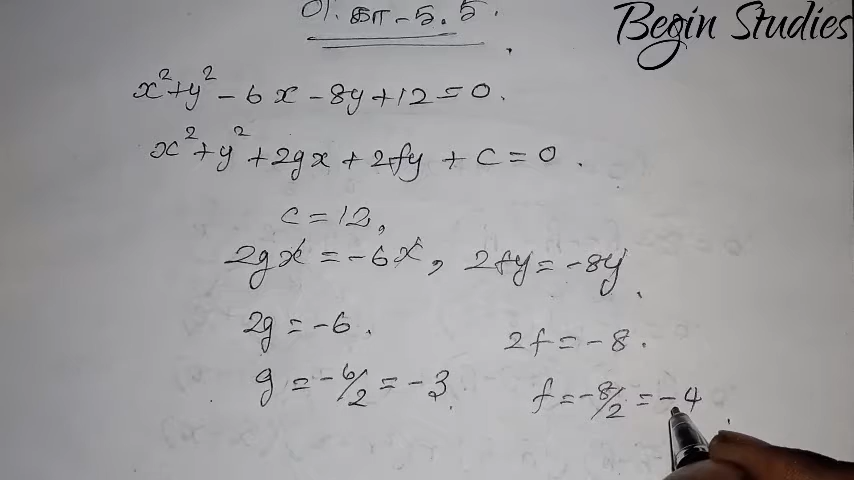 Begin Studies
01. கா - 5.5.
x²+y² - 6x - 8y + 12 = 0.
x² + y² + 2gx + 2fy + c = 0.
c = 12,
2gx = -6x, 2fy = -8y.
2g = -6. 2f = -8.
g = -6/2 = -3. f = -8/2 = -4